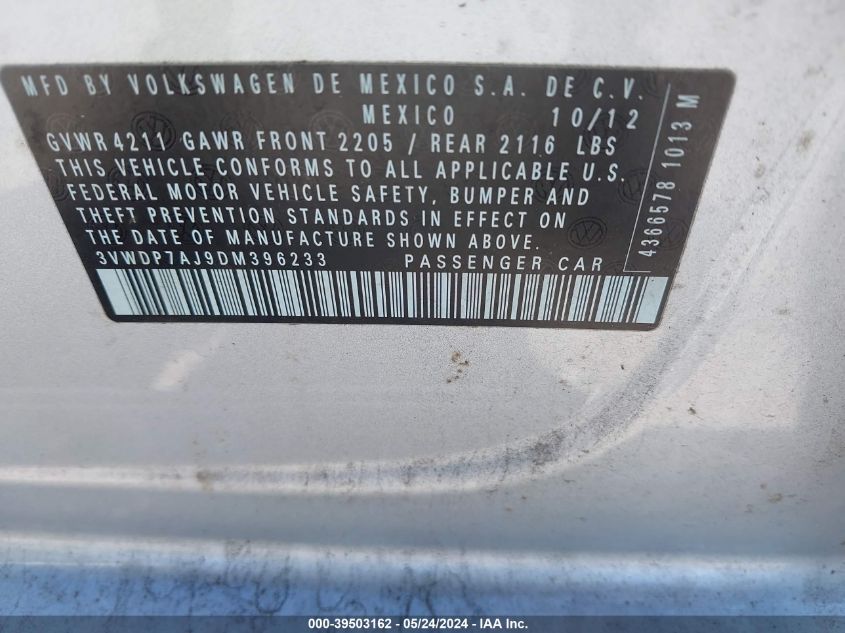 MFD BY VOLKSWAGEN DE MEXICO S.A. DE C.V.
MEXICO 10/12
GVWR 4211 GAWR FRONT 2205 / REAR 2116 LBS
THIS VEHICLE CONFORMS TO ALL APPLICABLE U.S.
FEDERAL MOTOR VEHICLE SAFETY, BUMPER AND
THEFT PREVENTION STANDARDS IN EFFECT ON
THE DATE OF MANUFACTURE SHOWN ABOVE.
3VWDP7AJ9DM396233 PASSENGER CAR
4366578 1013 M
000-39503162 - 05/24/2024 - IAA Inc.